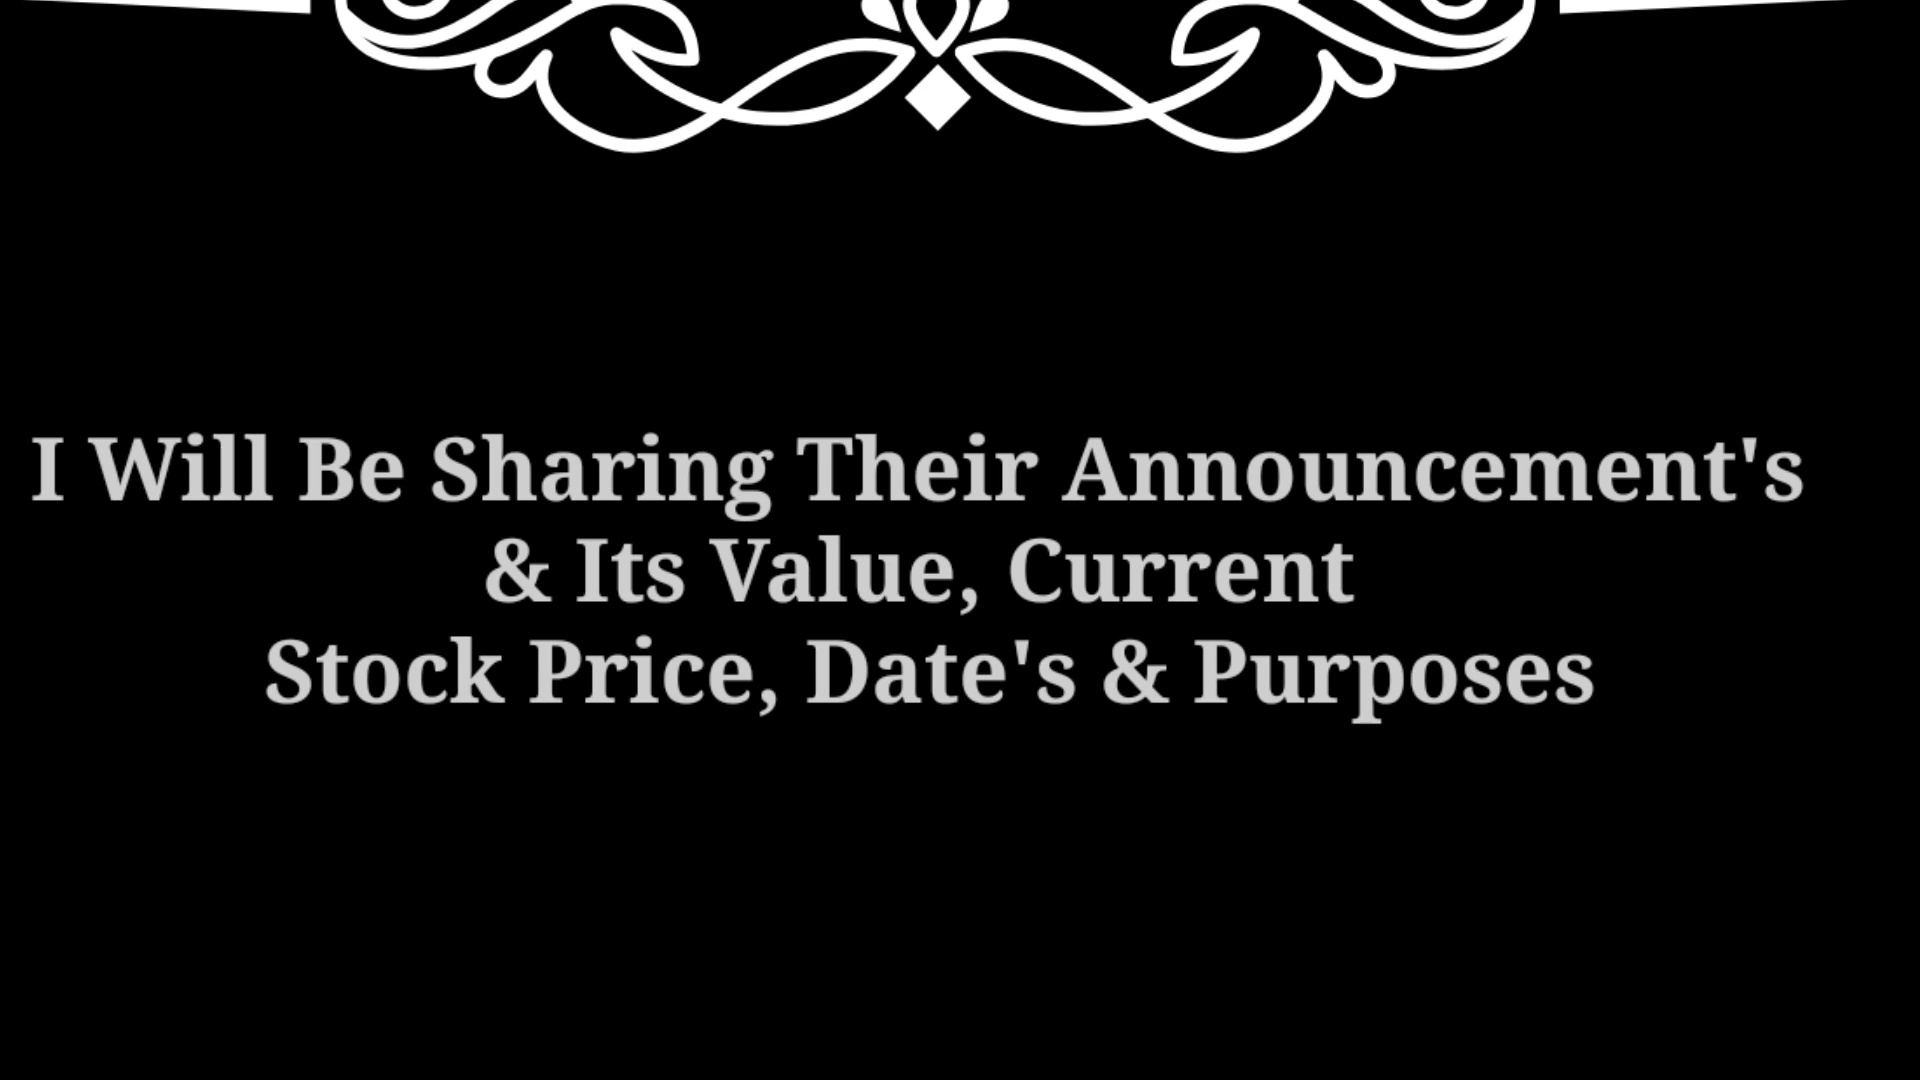 I Will Be Sharing Their Announcement's
& Its Value, Current
Stock Price, Date's & Purposes